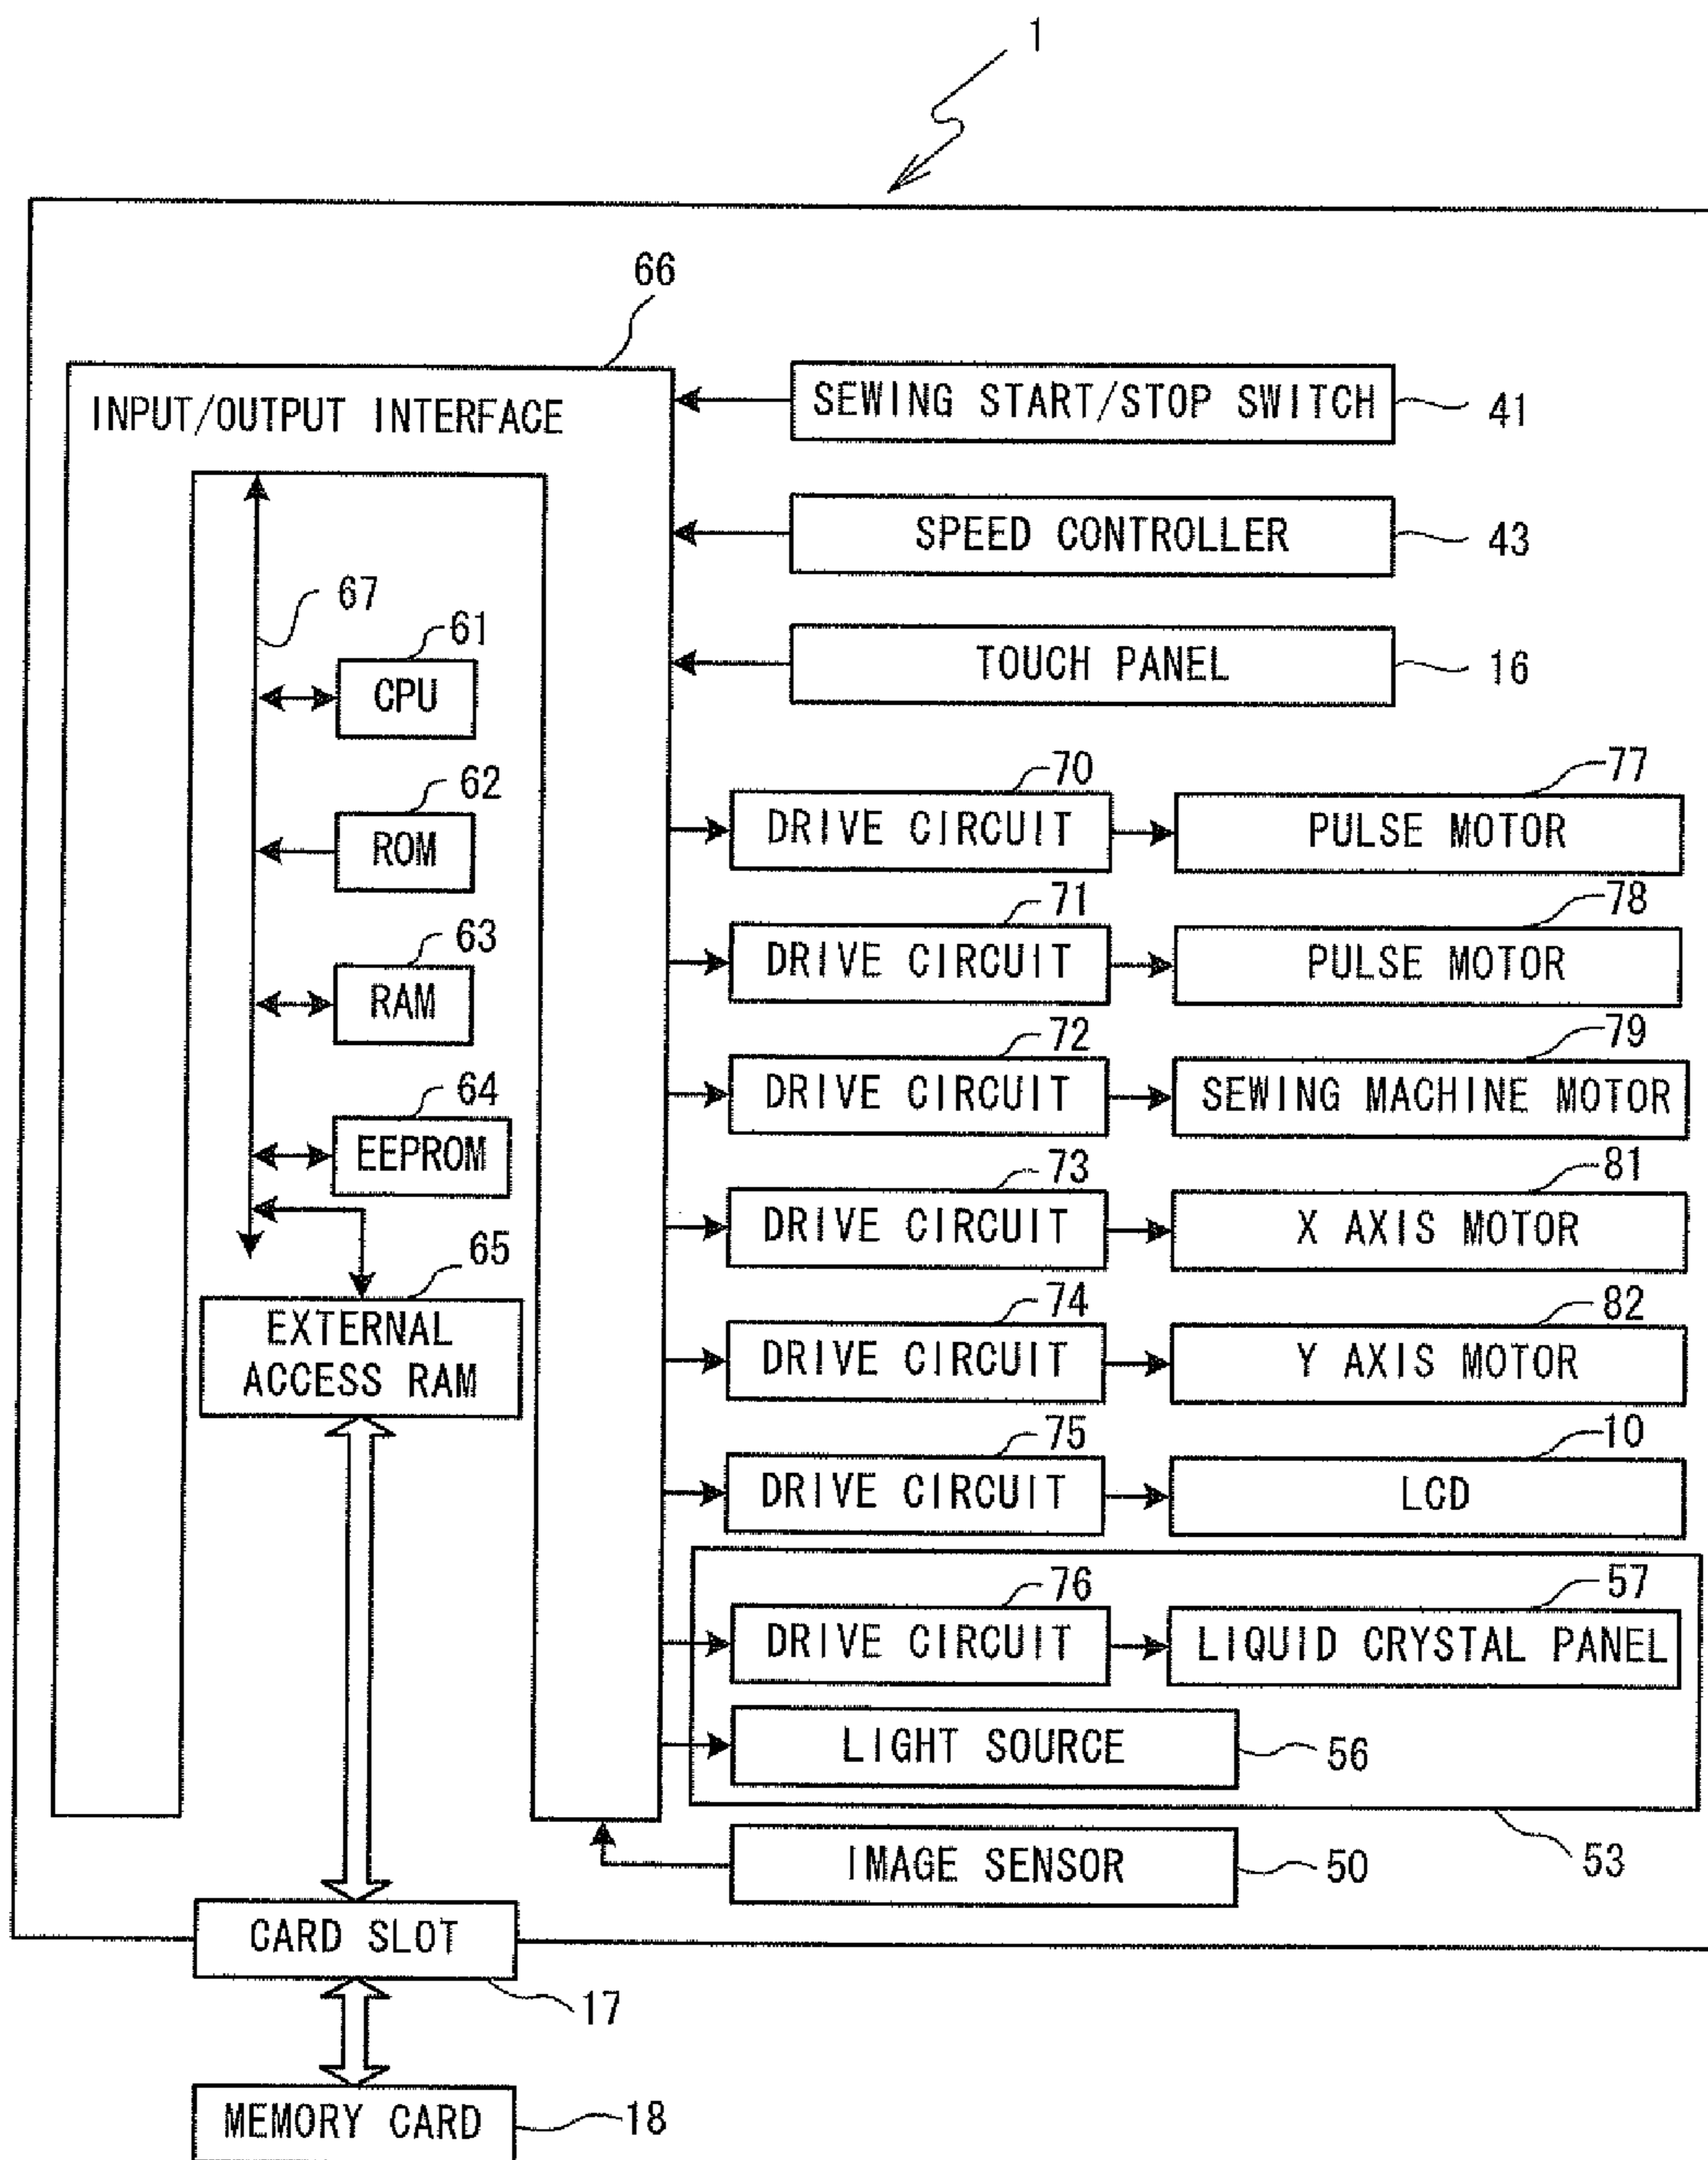 1
66
INPUT/OUTPUT INTERFACE
SEWING START/STOP SWITCH
41
SPEED CONTROLLER
43
TOUCH PANEL
16
67
61
CPU
62
ROM
63
RAM
64
EEPROM
65
EXTERNAL
ACCESS RAM
70
DRIVE CIRCUIT
77
PULSE MOTOR
71
DRIVE CIRCUIT
78
PULSE MOTOR
72
DRIVE CIRCUIT
79
SEWING MACHINE MOTOR
73
DRIVE CIRCUIT
81
X AXIS MOTOR
74
DRIVE CIRCUIT
82
Y AXIS MOTOR
75
DRIVE CIRCUIT
10
LCD
76
DRIVE CIRCUIT
57
LIQUID CRYSTAL PANEL
LIGHT SOURCE
56
53
IMAGE SENSOR
50
CARD SLOT
17
MEMORY CARD
18